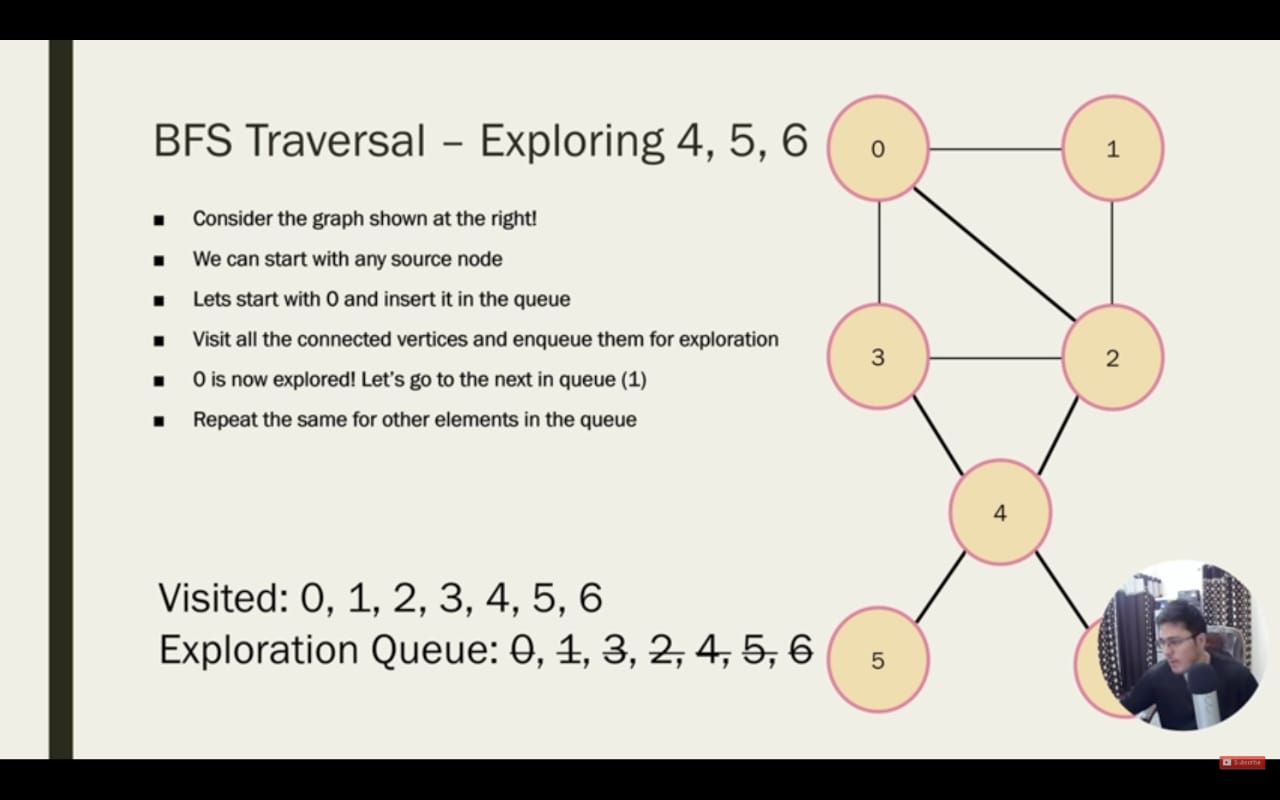 BFS Traversal – Exploring 4, 5, 6
■ Consider the graph shown at the right!
■ We can start with any source node
■ Lets start with 0 and insert it in the queue
■ Visit all the connected vertices and enqueue them for exploration
■ 0 is now explored! Let's go to the next in queue (1)
■ Repeat the same for other elements in the queue
Visited: 0, 1, 2, 3, 4, 5, 6
Exploration Queue: 0, 1, 3, 2, 4, 5, 6
0
1
3
2
4
5
Subscribe